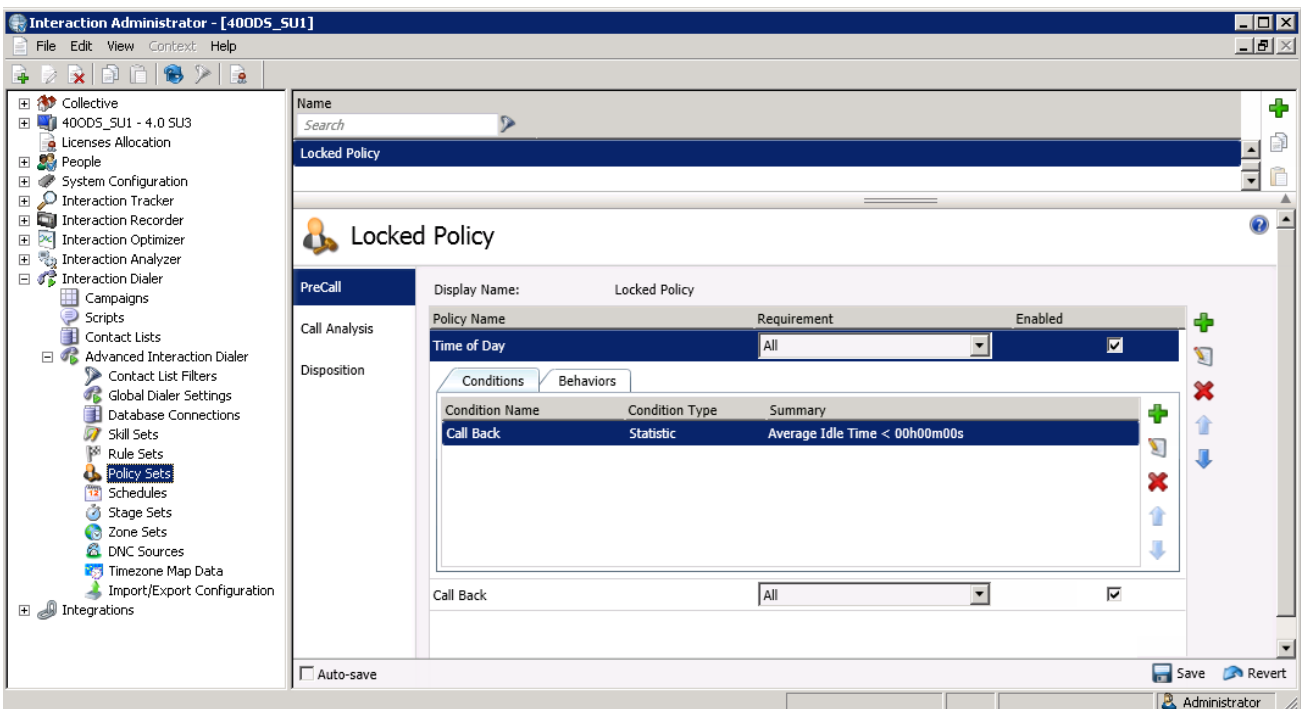 Interaction Administrator - [40ODS_SU1]
File Edit View Context Help
Collective
40ODS_SU1 - 4.0 SU3
Licenses Allocation
People
System Configuration
Interaction Tracker
Interaction Recorder
Interaction Optimizer
Interaction Analyzer
Interaction Dialer
Campaigns
Scripts
Contact Lists
Advanced Interaction Dialer
Contact List Filters
Global Dialer Settings
Database Connections
Skill Sets
Rule Sets
Policy Sets
12 Schedules
Stage Sets
Zone Sets
DNC Sources
Timezone Map Data
Import/Export Configuration
Integrations
Name
Search
Locked Policy
Locked Policy
PreCall
Call Analysis
Disposition
Display Name: Locked Policy
Policy Name Requirement Enabled
Time of Day All
Conditions Behaviors
Condition Name Condition Type Summary
Call Back Statistic Average Idle Time < 00h00m00s
Call Back All
Auto-save Save Revert
Administrator